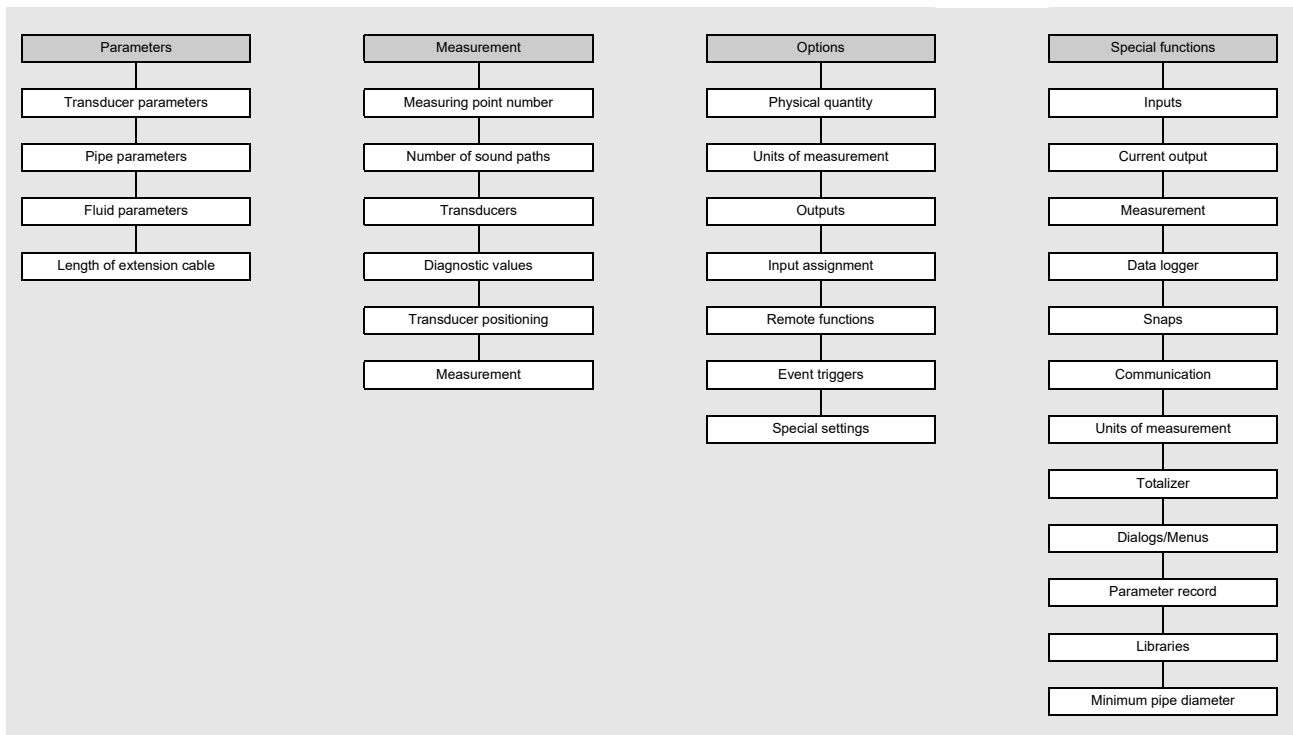 Parameters
Transducer parameters
Pipe parameters
Fluid parameters
Length of extension cable
Measurement
Measuring point number
Number of sound paths
Transducers
Diagnostic values
Transducer positioning
Measurement
Options
Physical quantity
Units of measurement
Outputs
Input assignment
Remote functions
Event triggers
Special settings
Special functions
Inputs
Current output
Measurement
Data logger
Snaps
Communication
Units of measurement
Totalizer
Dialogs/Menus
Parameter record
Libraries
Minimum pipe diameter